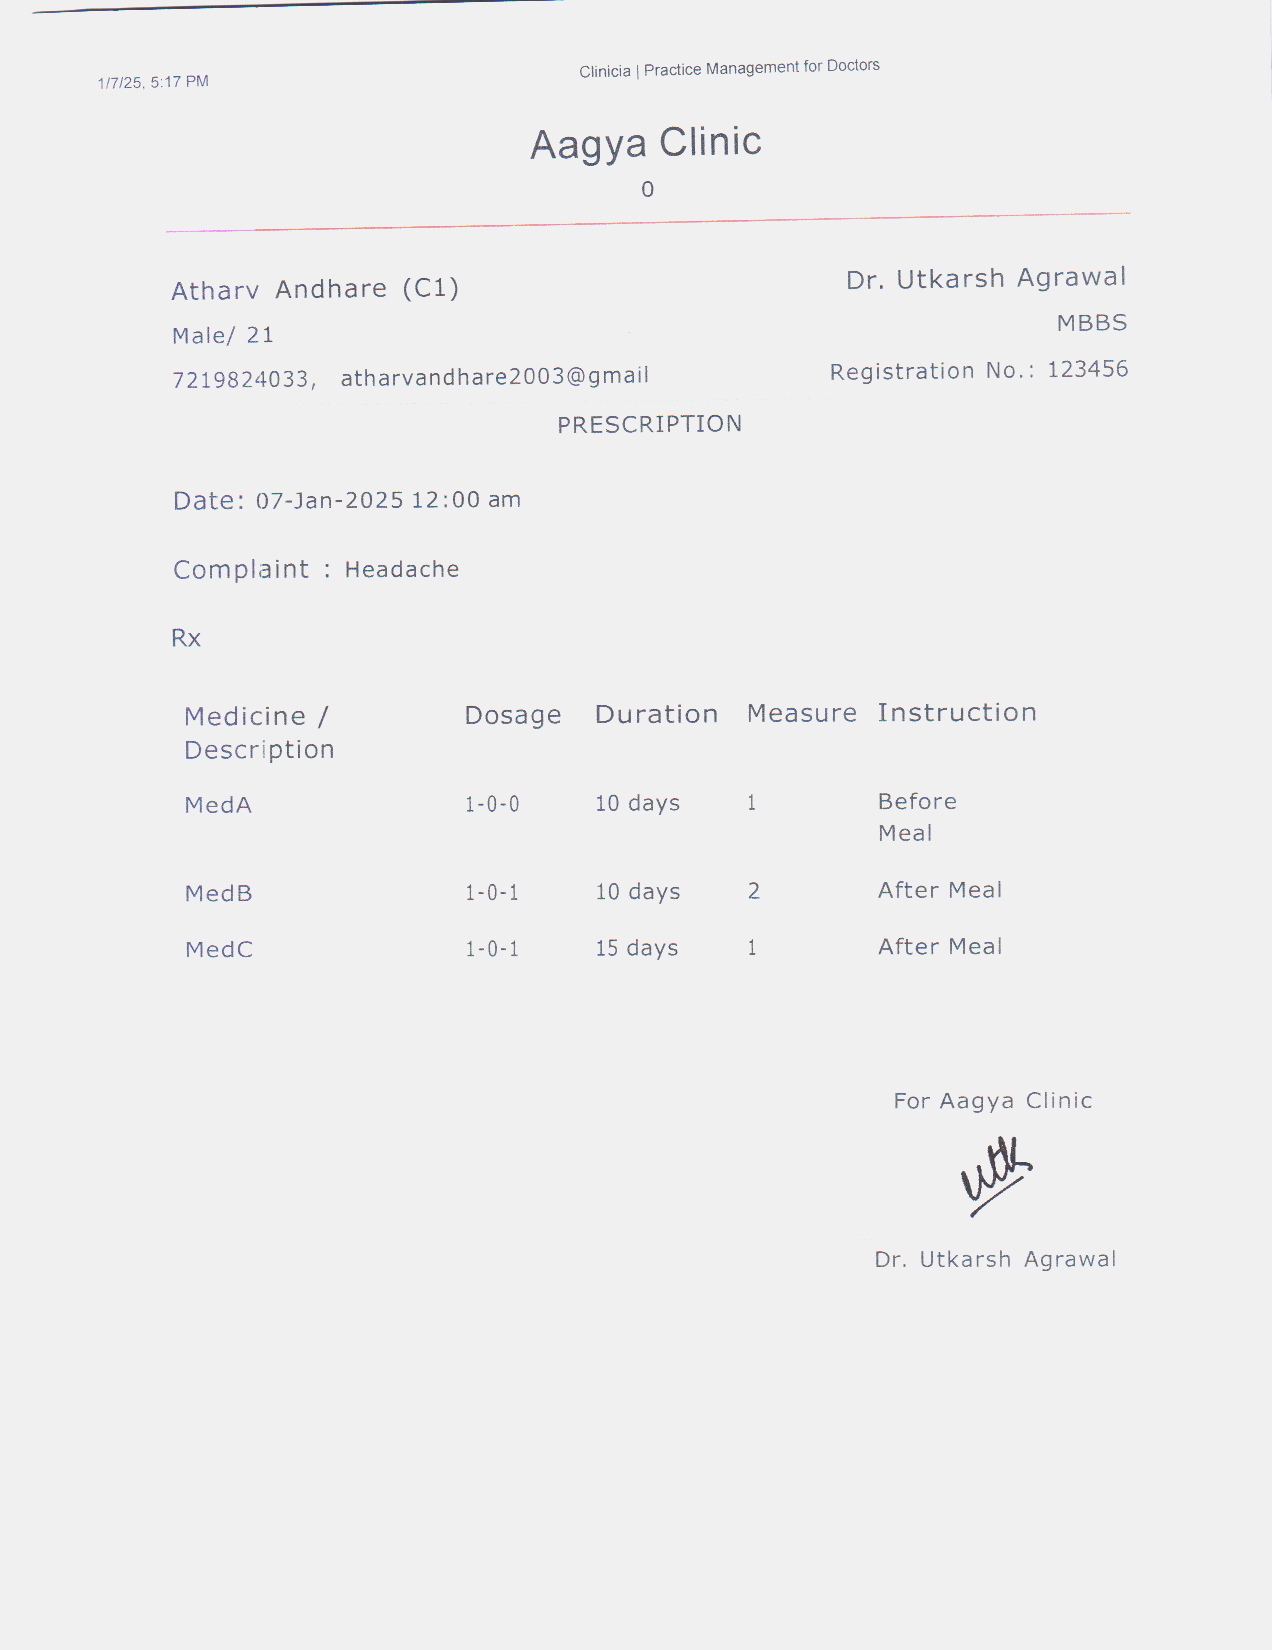 1/7/25, 5:17 PM Clinicia | Practice Management for Doctors
Aagya Clinic
0
Atharv Andhare (C1) Dr. Utkarsh Agrawal
Male/ 21 MBBS
7219824033, atharvandhare2003@gmail Registration No.: 123456
PRESCRIPTION
Date: 07-Jan-2025 12:00 am
Complaint : Headache
Rx
Medicine / Dosage Duration Measure Instruction
Description
MedA 1-0-0 10 days 1 Before
Meal
MedB 1-0-1 10 days 2 After Meal
MedC 1-0-1 15 days 1 After Meal
For Aagya Clinic
utk
Dr. Utkarsh Agrawal